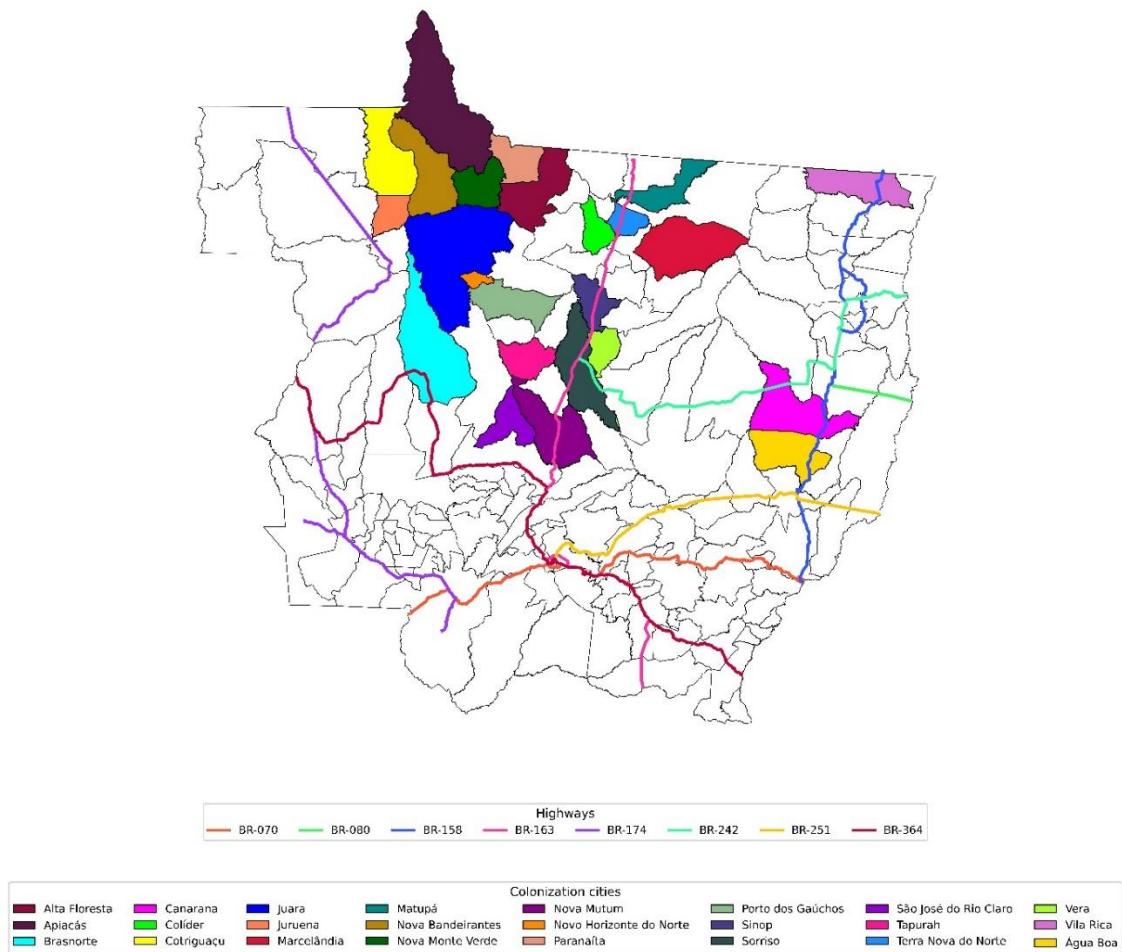 Highways
BR-070 BR-080 BR-158 BR-163 BR-174 BR-242 BR-251 BR-364
Colonization cities
Alta Floresta Canarana Juara Matupá Nova Mutum Porto dos Gaúchos São José do Rio Claro Vera
Apiacás Colíder Juruena Nova Bandeirantes Novo Horizonte do Norte Sinop Tapurah Vila Rica
Brasnorte Cotriguaçu Marcelândia Nova Monte Verde Paranaíta Sorriso Terra Nova do Norte Água Boa